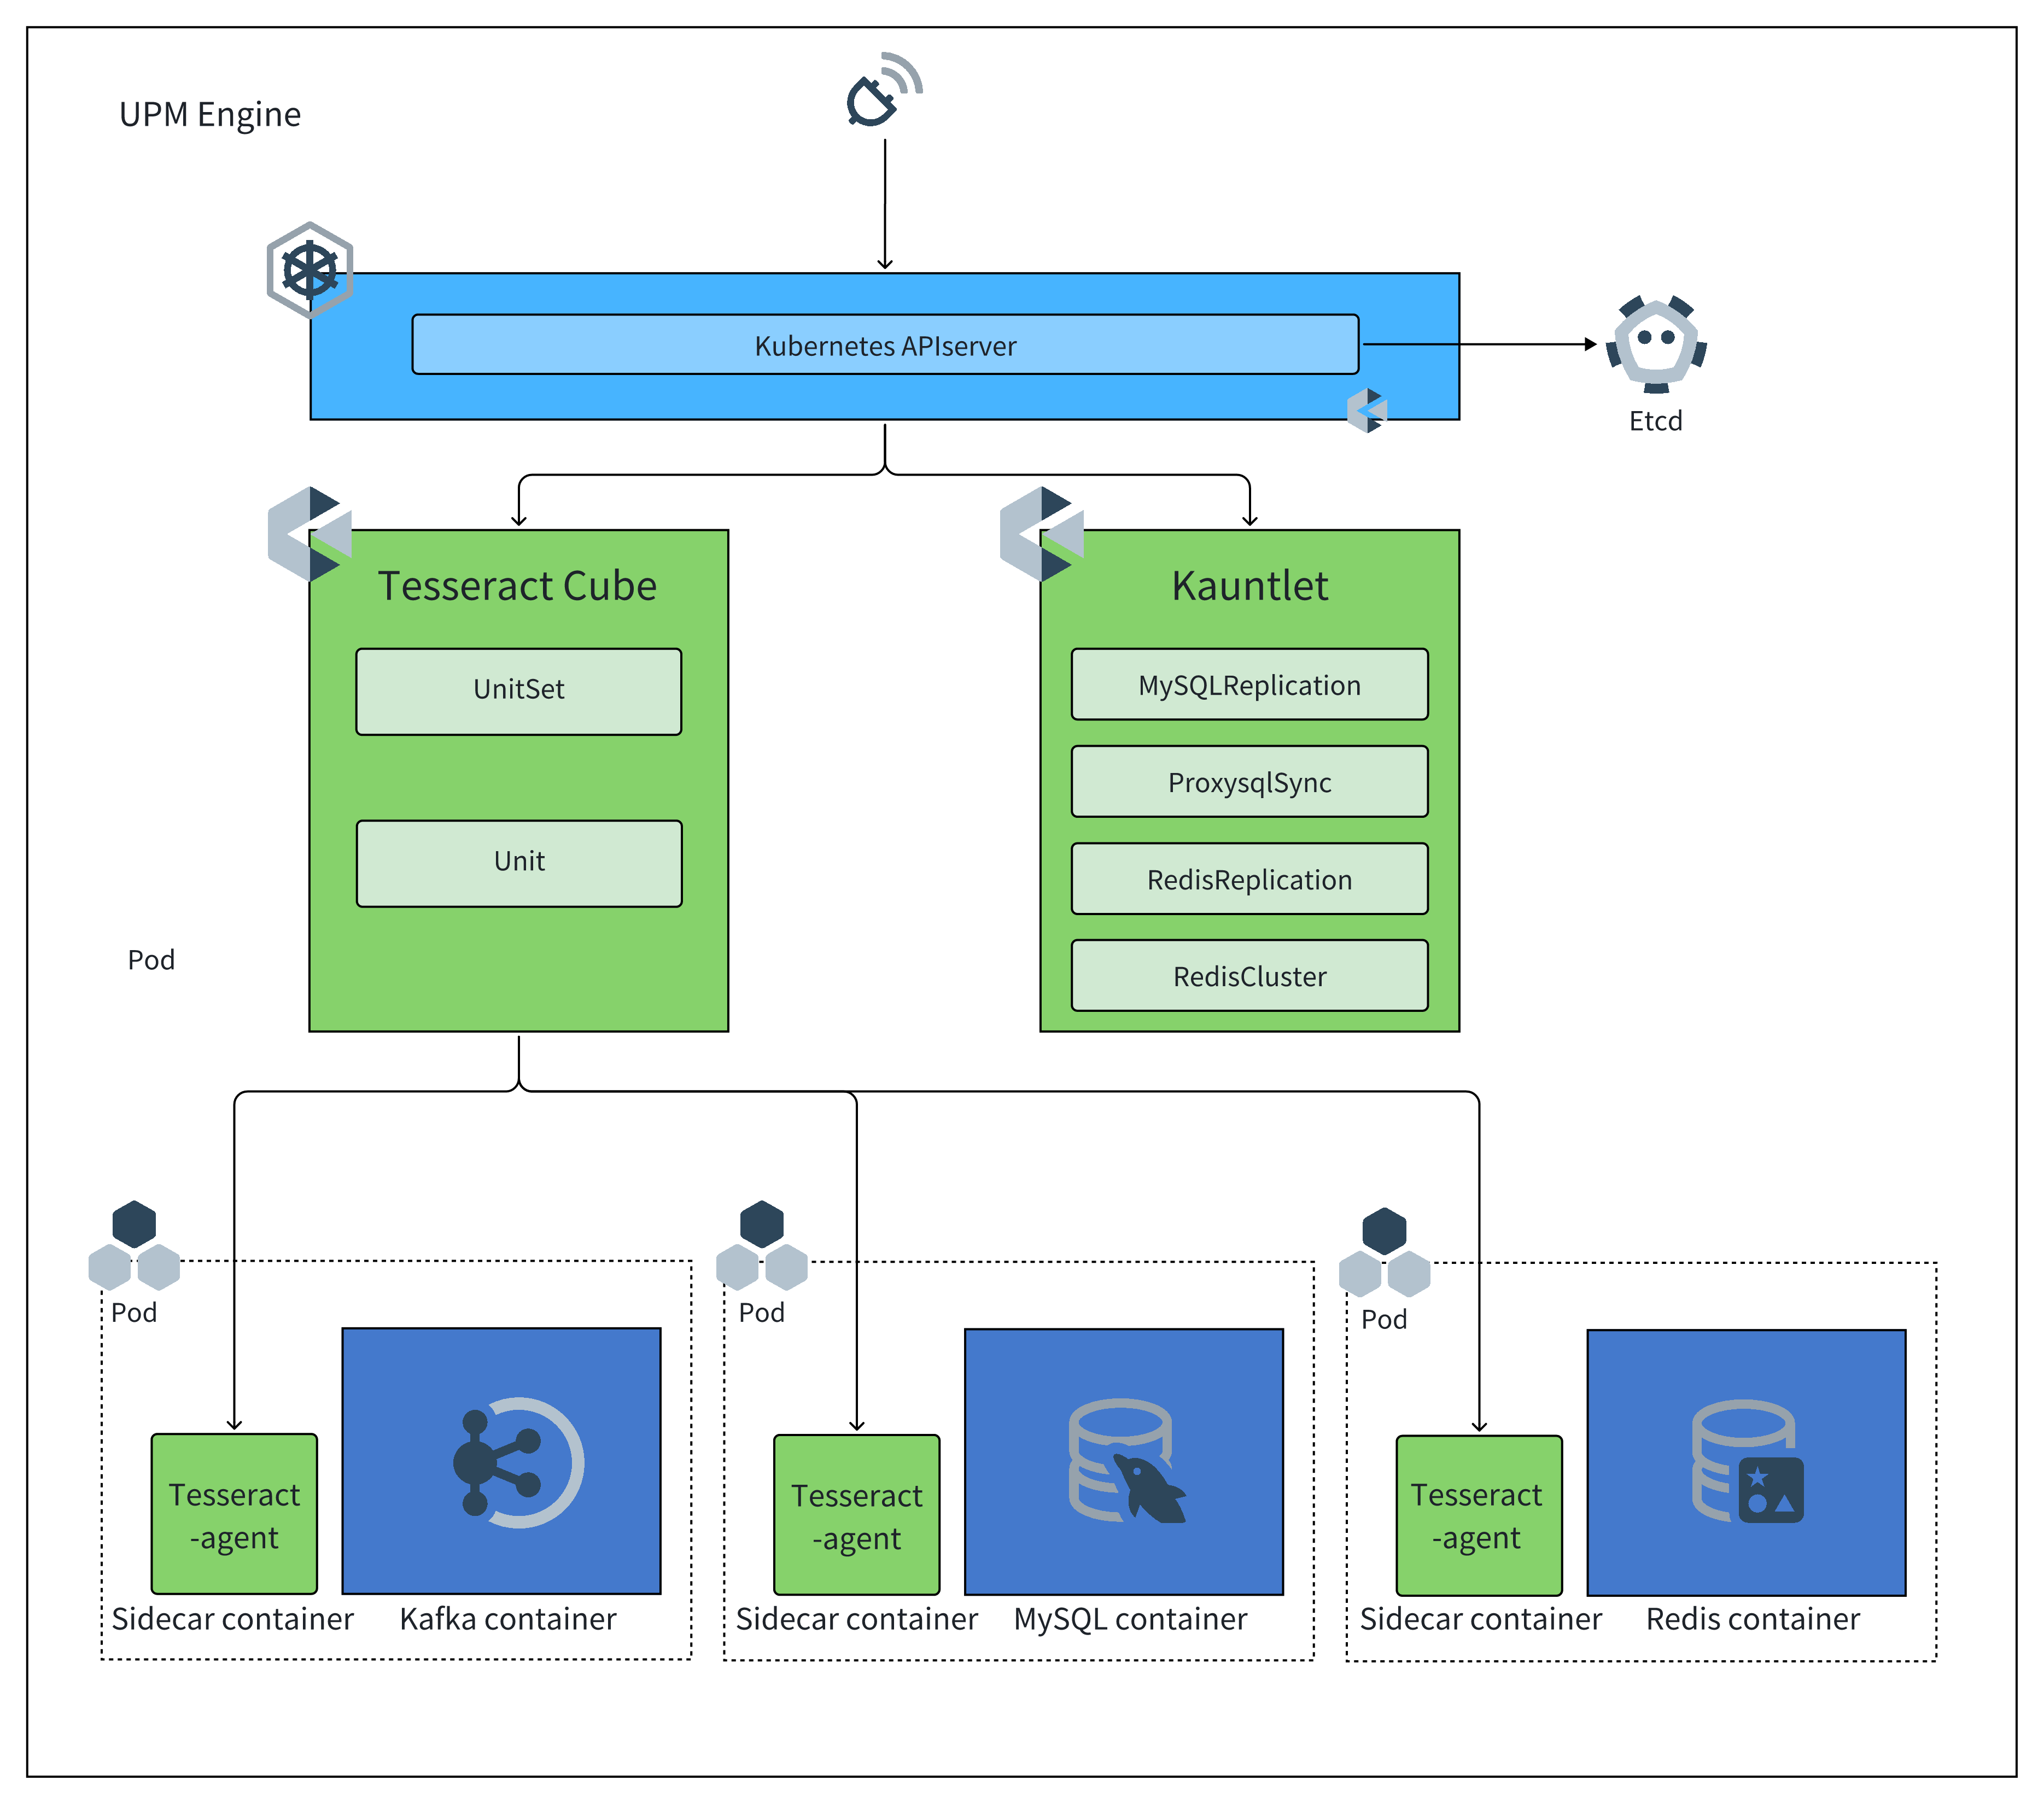 UPM Engine
Kubernetes APIserver
Etcd
Tesseract Cube
UnitSet
Unit
Kauntlet
MySQLReplication
ProxysqlSync
RedisReplication
RedisCluster
Pod
Pod
Tesseract
-agent
Sidecar container
Kafka container
Pod
Tesseract
-agent
Sidecar container
MySQL container
Pod
Tesseract
-agent
Sidecar container
Redis container